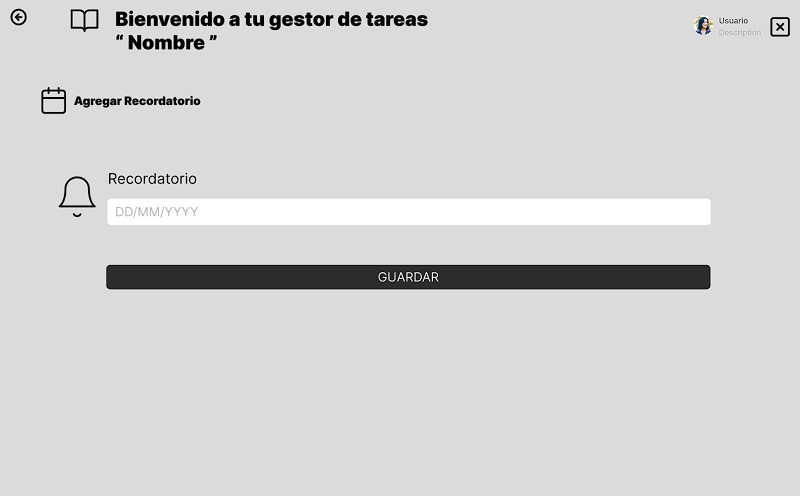 Bienvenido a tu gestor de tareas
“ Nombre ”
Usuario
Description
Agregar Recordatorio
Recordatorio
DD/MM/YYYY
GUARDAR